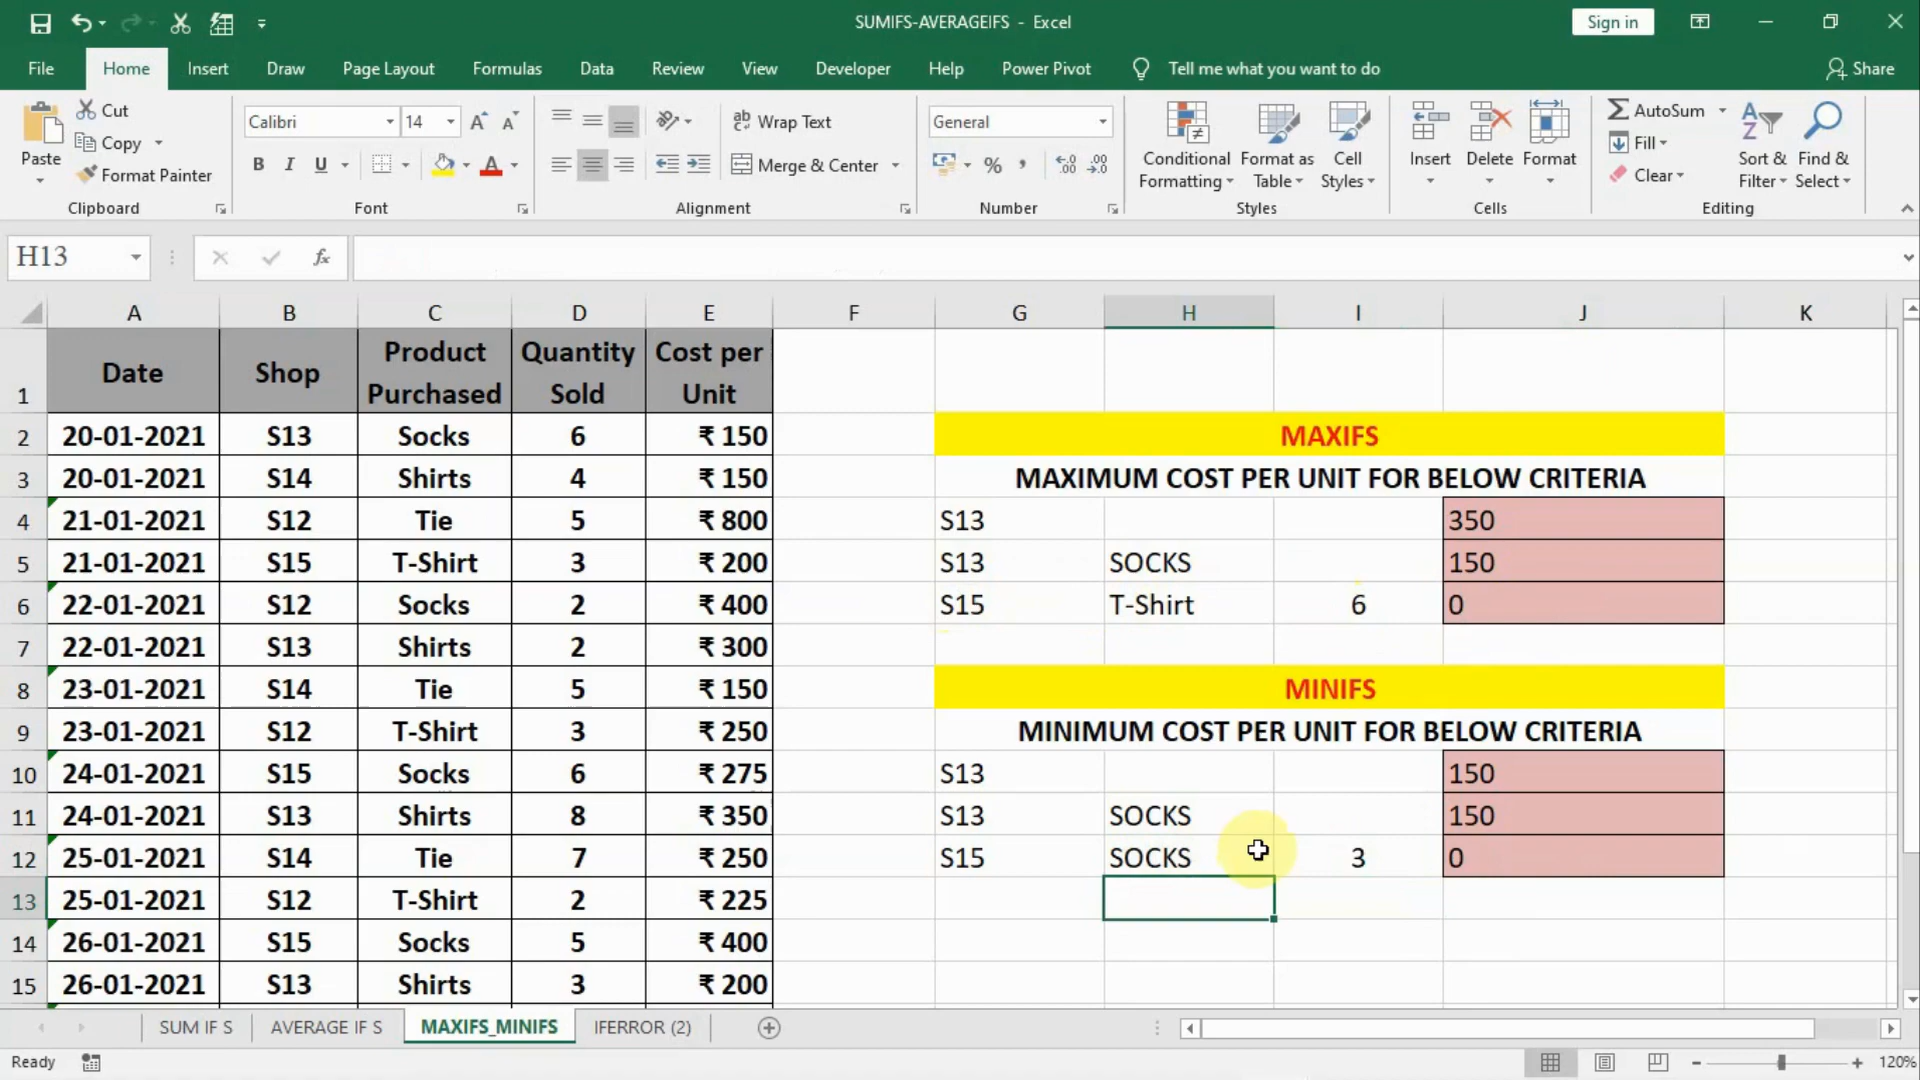 SUMIFS-AVERAGEIFS - Excel
Sign in
File Home Insert Draw Page Layout Formulas Data Review View Developer Help Power Pivot Tell me what you want to do Share
Paste
Cut
Copy
Format Painter
Clipboard
Calibri 14
B I U
Font
Wrap Text
Merge & Center
Alignment
General
%
Number
Conditional Formatting
Format as Table
Cell Styles
Styles
Insert Delete Format
Cells
AutoSum
Fill
Clear
Sort & Filter
Find & Select
Editing
H13 fx
A B C D E F G H I J K
1 Date Shop Product Purchased Quantity Sold Cost per Unit
2 20-01-2021 S13 Socks 6 ₹ 150 MAXIFS
3 20-01-2021 S14 Shirts 4 ₹ 150 MAXIMUM COST PER UNIT FOR BELOW CRITERIA
4 21-01-2021 S12 Tie 5 ₹ 800 S13 350
5 21-01-2021 S15 T-Shirt 3 ₹ 200 S13 SOCKS 150
6 22-01-2021 S12 Socks 2 ₹ 400 S15 T-Shirt 6 0
7 22-01-2021 S13 Shirts 2 ₹ 300
8 23-01-2021 S14 Tie 5 ₹ 150 MINIFS
9 23-01-2021 S12 T-Shirt 3 ₹ 250 MINIMUM COST PER UNIT FOR BELOW CRITERIA
10 24-01-2021 S15 Socks 6 ₹ 275 S13 150
11 24-01-2021 S13 Shirts 8 ₹ 350 S13 SOCKS 150
12 25-01-2021 S14 Tie 7 ₹ 250 S15 SOCKS 3 0
13 25-01-2021 S12 T-Shirt 2 ₹ 225
14 26-01-2021 S15 Socks 5 ₹ 400
15 26-01-2021 S13 Shirts 3 ₹ 200
SUM IF S AVERAGE IF S MAXIFS_MINIFS IFERROR (2)
Ready 120%